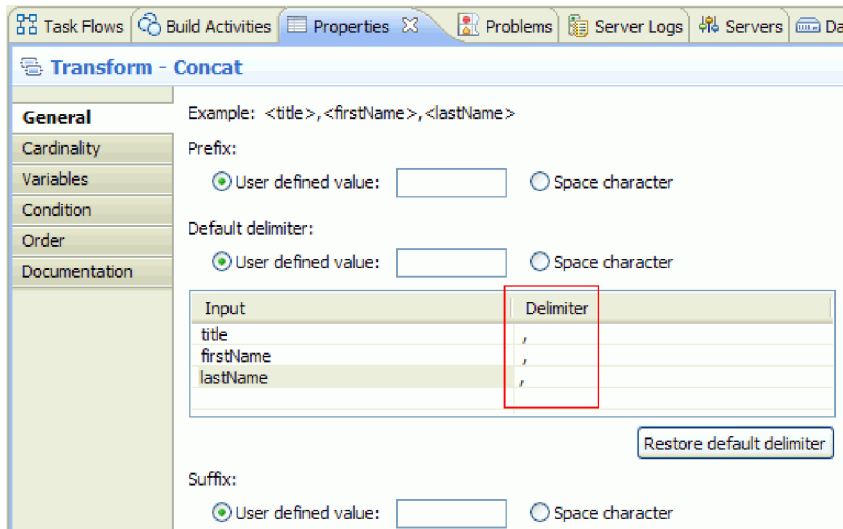 Task Flows Build Activities Properties Problems Server Logs Servers Da
Transform - Concat
General
Cardinality
Variables
Condition
Order
Documentation
Example: <title>,<firstName>,<lastName>
Prefix:
User defined value: Space character
Default delimiter:
User defined value: Space character
Input Delimiter
title ,
firstName ,
lastName ,
Restore default delimiter
Suffix:
User defined value: Space character